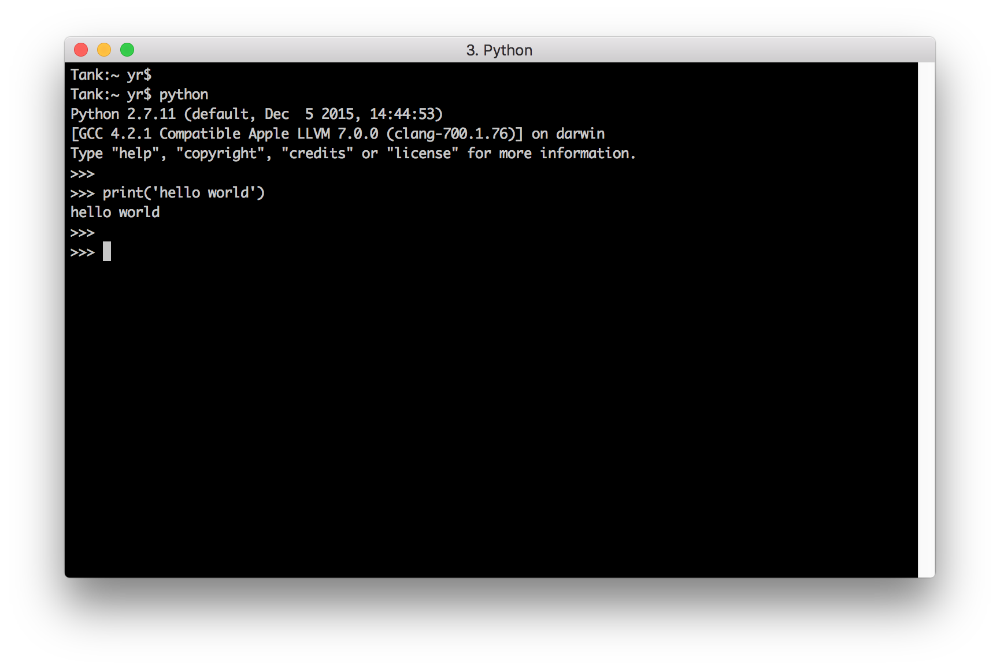 3. Python
Tank:~ yr$
Tank:~ yr$ python
Python 2.7.11 (default, Dec  5 2015, 14:44:53)
[GCC 4.2.1 Compatible Apple LLVM 7.0.0 (clang-700.1.76)] on darwin
Type "help", "copyright", "credits" or "license" for more information.
>>>
>>> print('hello world')
hello world
>>>
>>>